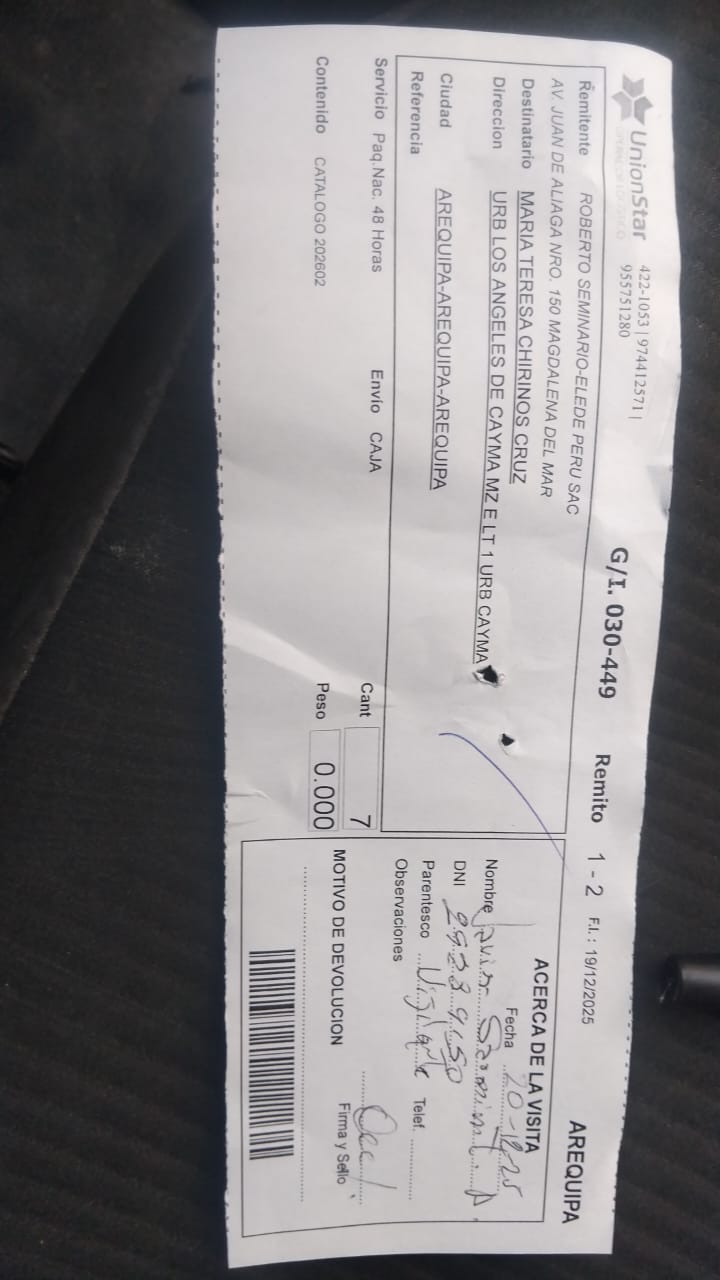 UnionStar
OPERADOR LOGISTICO
422-1053 | 974412571 |
955751280
G/I. 030-449 Remito 1 - 2 F.I.: 19/12/2025 AREQUIPA
Remitente ROBERTO SEMINARIO-ELEDE PERU SAC
AV. JUAN DE ALIAGA NRO. 150 MAGDALENA DEL MAR
Destinatario MARIA TERESA CHIRINOS CRUZ
Direccion URB LOS ANGELES DE CAYMA MZ E LT 1 URB CAYMA
Ciudad AREQUIPA-AREQUIPA-AREQUIPA
Referencia
Servicio Paq.Nac. 48 Horas Envío CAJA Cant 7
Contenido CATALOGO 202602 Peso 0.000
ACERCA DE LA VISITA
Fecha
Nombre Javier
DNI
Parentesco Vigilante Telef.
Observaciones
MOTIVO DE DEVOLUCION
Firma y Sello